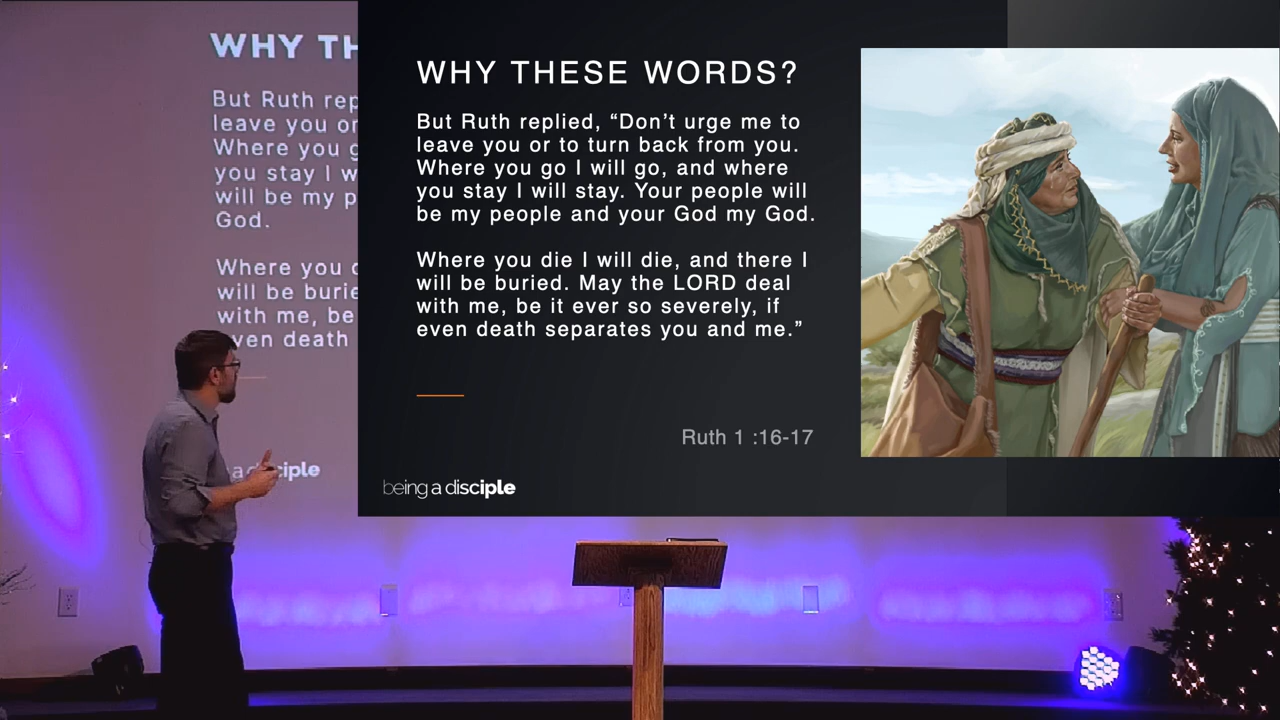 WHY TH
But Ruth rep
leave you or
Where you g
you stay I w
will be my p
God.
Where you d
will be burie
with me, be
even death
a disciple
WHY THESE WORDS?
But Ruth replied, “Don’t urge me to
leave you or to turn back from you.
Where you go I will go, and where
you stay I will stay. Your people will
be my people and your God my God.
Where you die I will die, and there I
will be buried. May the LORD deal
with me, be it ever so severely, if
even death separates you and me.”
Ruth 1 :16-17
being a disciple